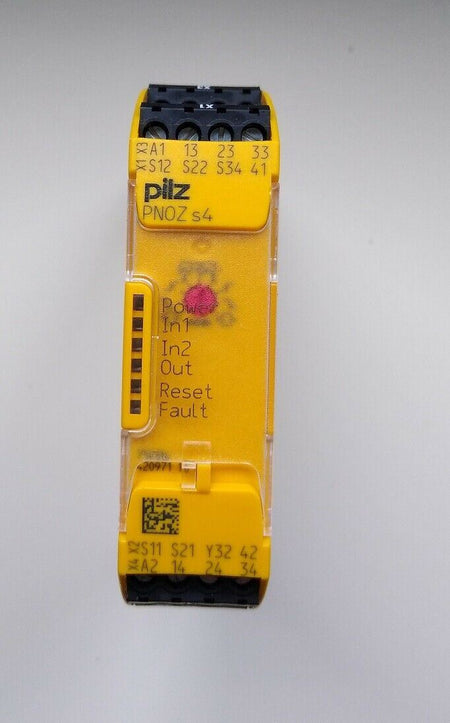 X3 A1 13 23 33
X1 S12 S22 S34 41
pilz
PNOZ s4
Power
In1
In2
Out
Reset
Fault
X2 S11 S21 Y32 42
X4 A2 14 24 34